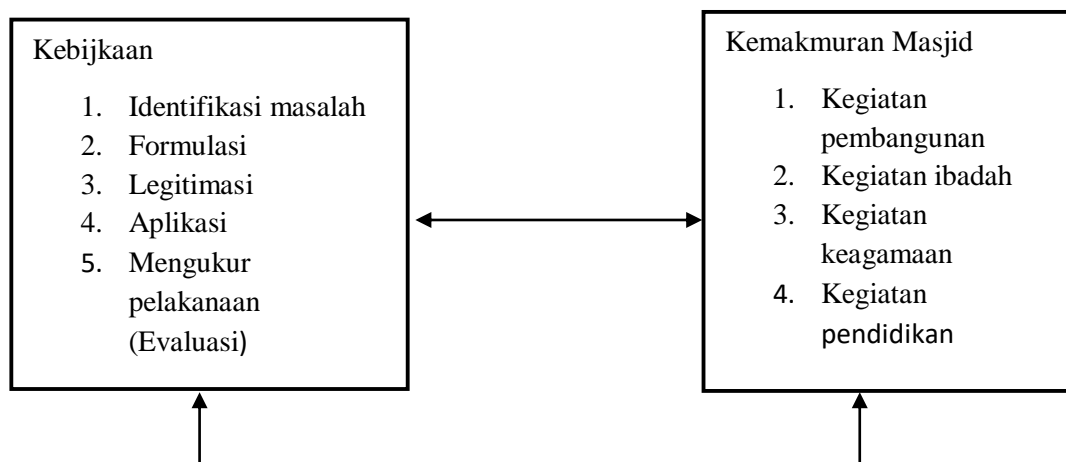 Kebijkaan
1. Identifikasi masalah
2. Formulasi
3. Legitimasi
4. Aplikasi
5. Mengukur
pelakanaan
(Evaluasi)
Kemakmuran Masjid
1. Kegiatan
pembangunan
2. Kegiatan ibadah
3. Kegiatan
keagamaan
4. Kegiatan
pendidikan